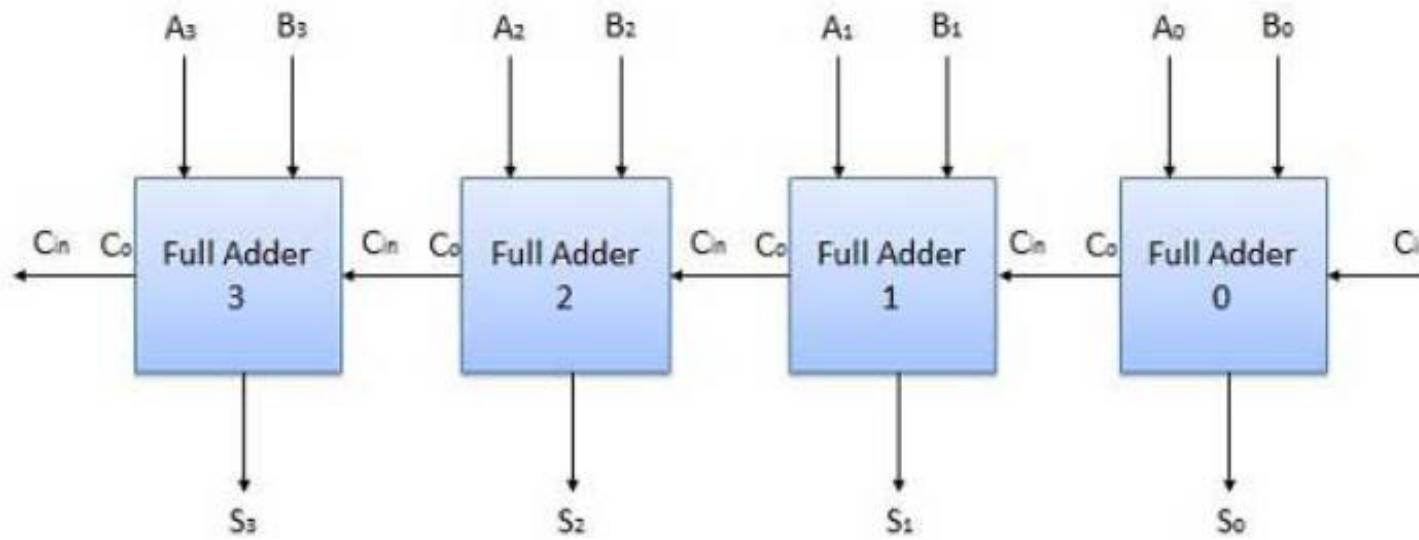 A₃ B₃ A₂ B₂ A₁ B₁ A₀ B₀
Cin Co Full Adder 3 Cin Co Full Adder 2 Cin Co Full Adder 1 Cin Co Full Adder 0
S₃ S₂ S₁ S₀